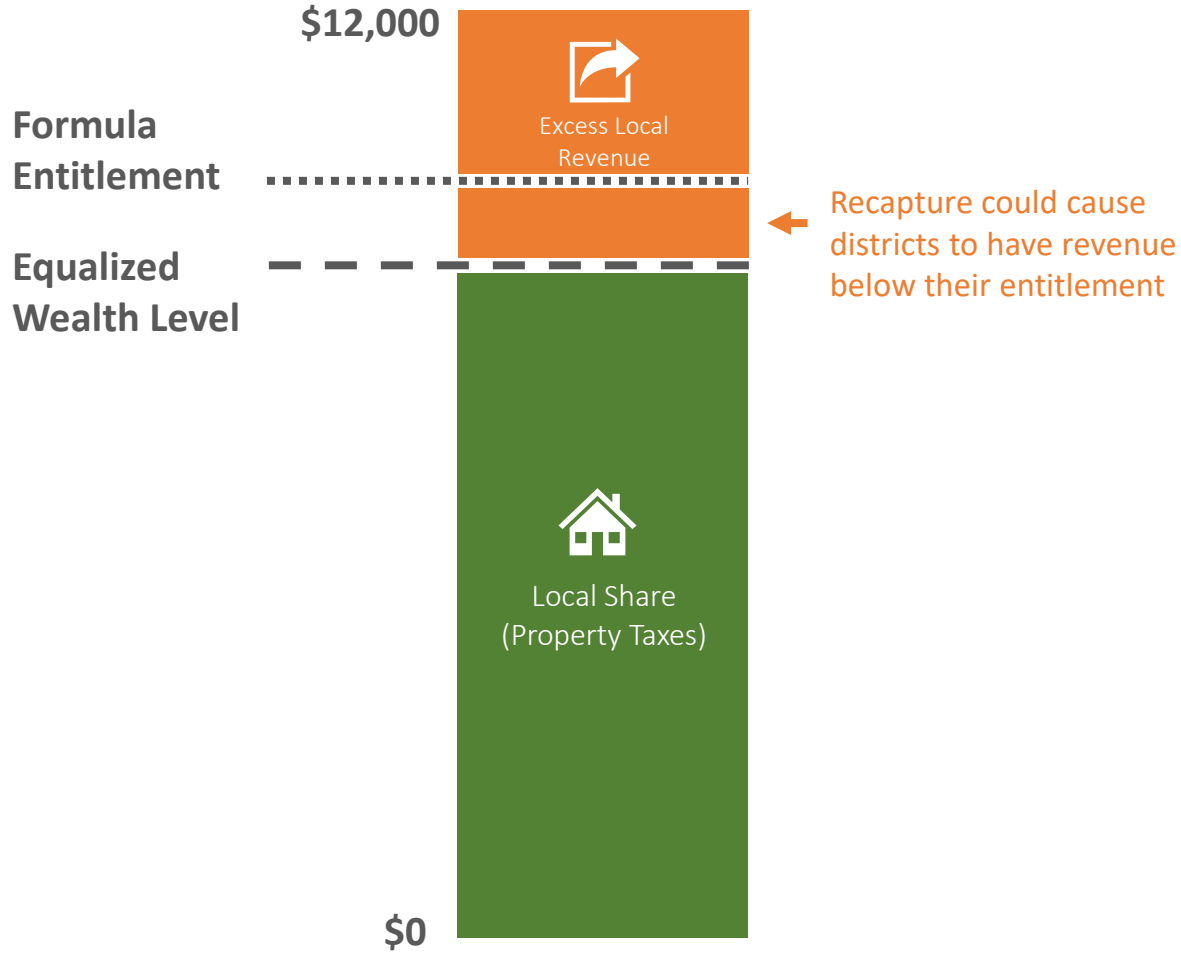 $12,000
Formula
Entitlement
Excess Local
Revenue
Recapture could cause
districts to have revenue
below their entitlement
Equalized
Wealth Level
Local Share
(Property Taxes)
$0